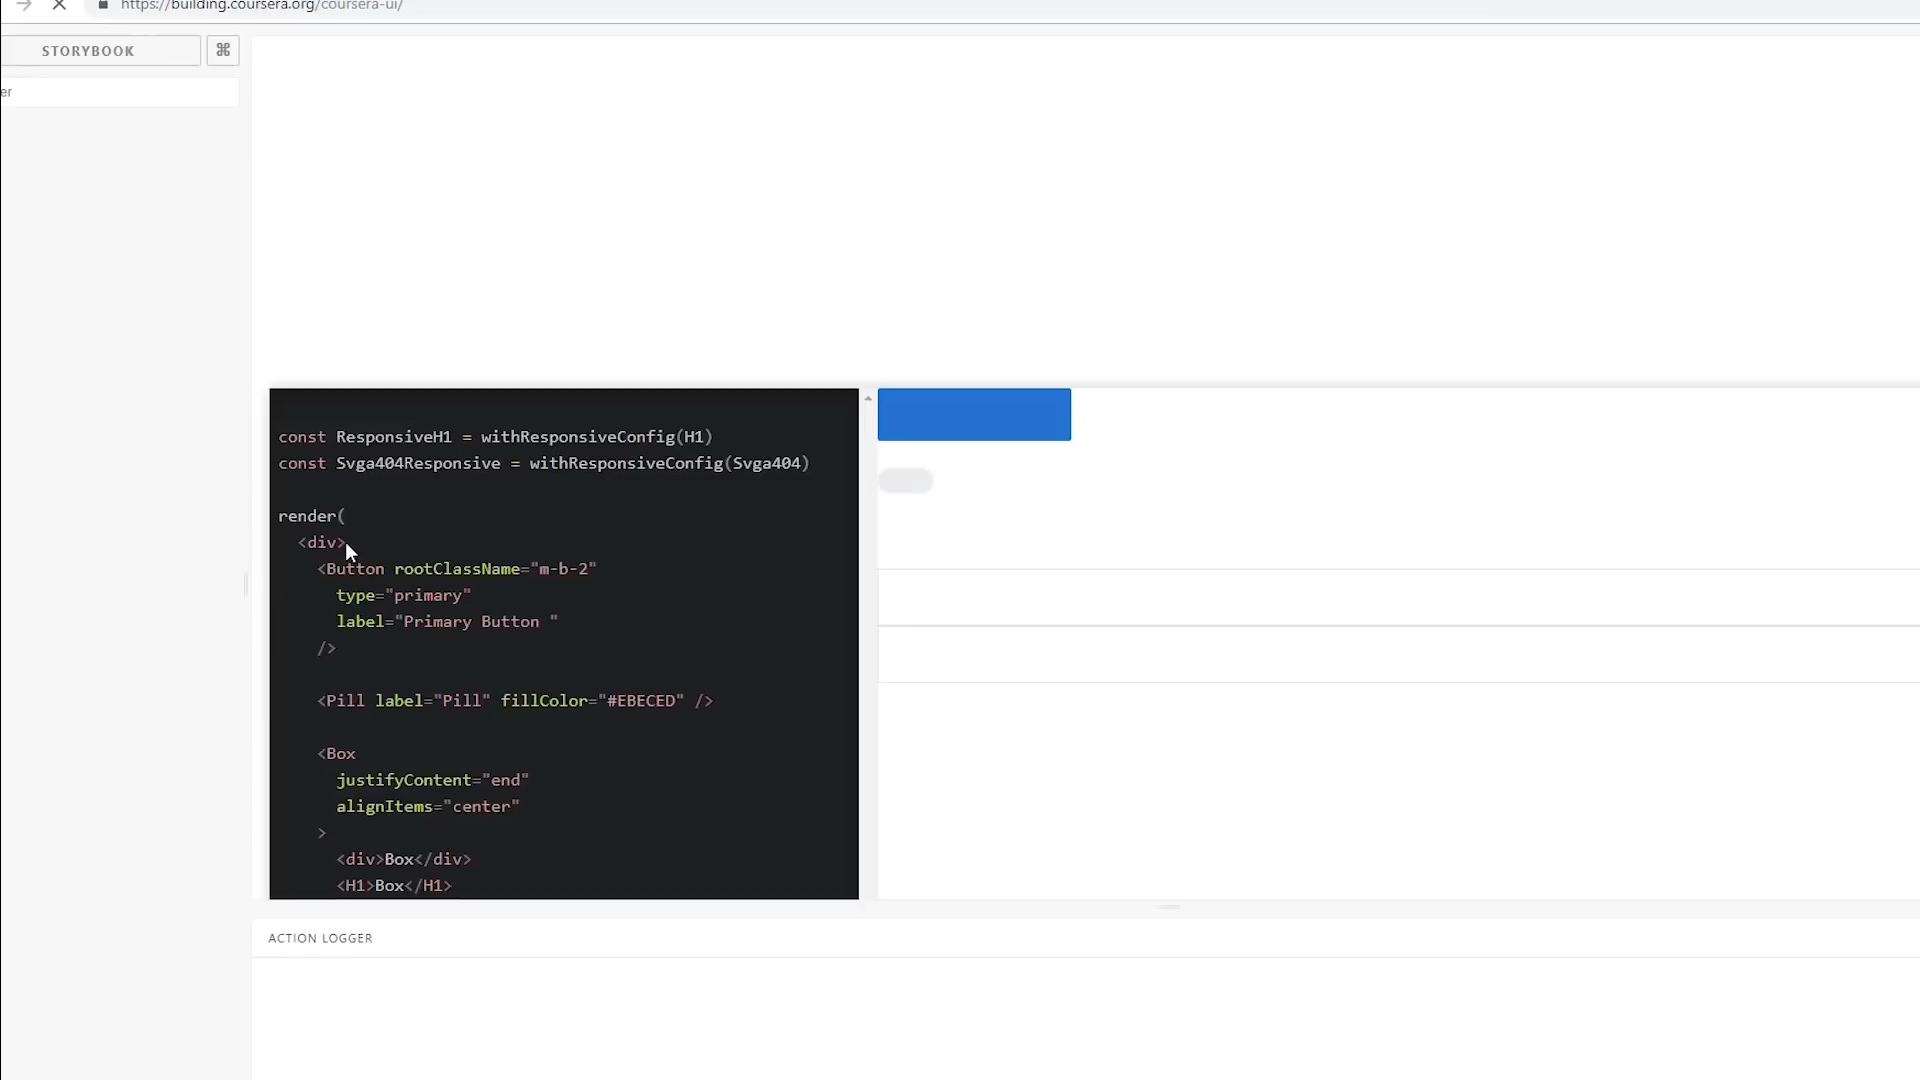 https://building.coursera.org/coursera-ui/
STORYBOOK
⌘
er
const ResponsiveH1 = withResponsiveConfig(H1)
const Svga404Responsive = withResponsiveConfig(Svga404)
render(
<div>
<Button rootClassName="m-b-2"
type="primary"
label="Primary Button "
/>
<Pill label="Pill" fillColor="#EBECED" />
<Box
justifyContent="end"
alignItems="center"
>
<div>Box</div>
<H1>Box</H1>
ACTION LOGGER